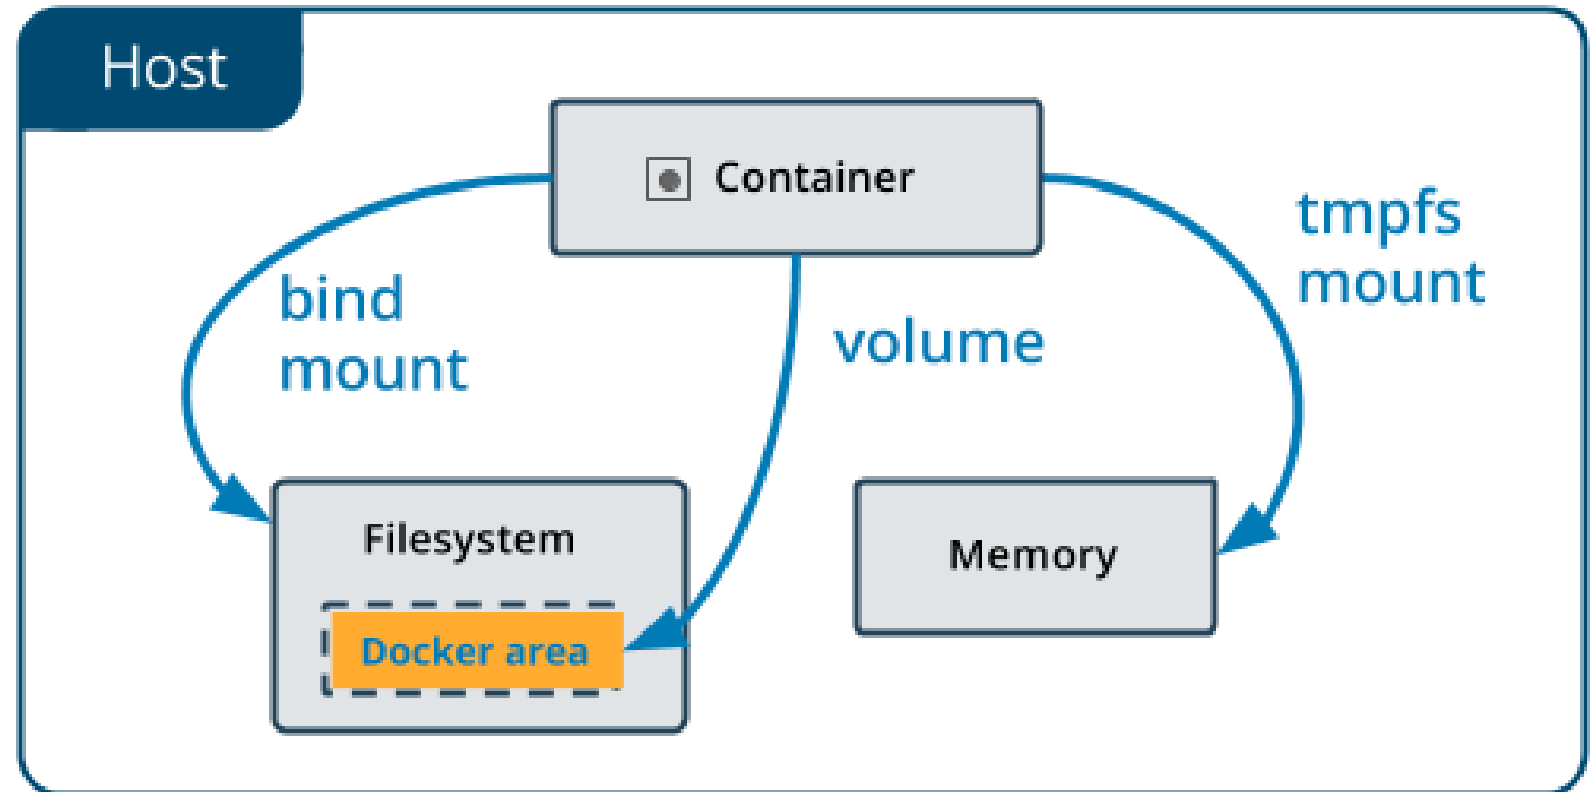 Host
Container
bind
mount
volume
tmpfs
mount
Filesystem
Docker area
Memory